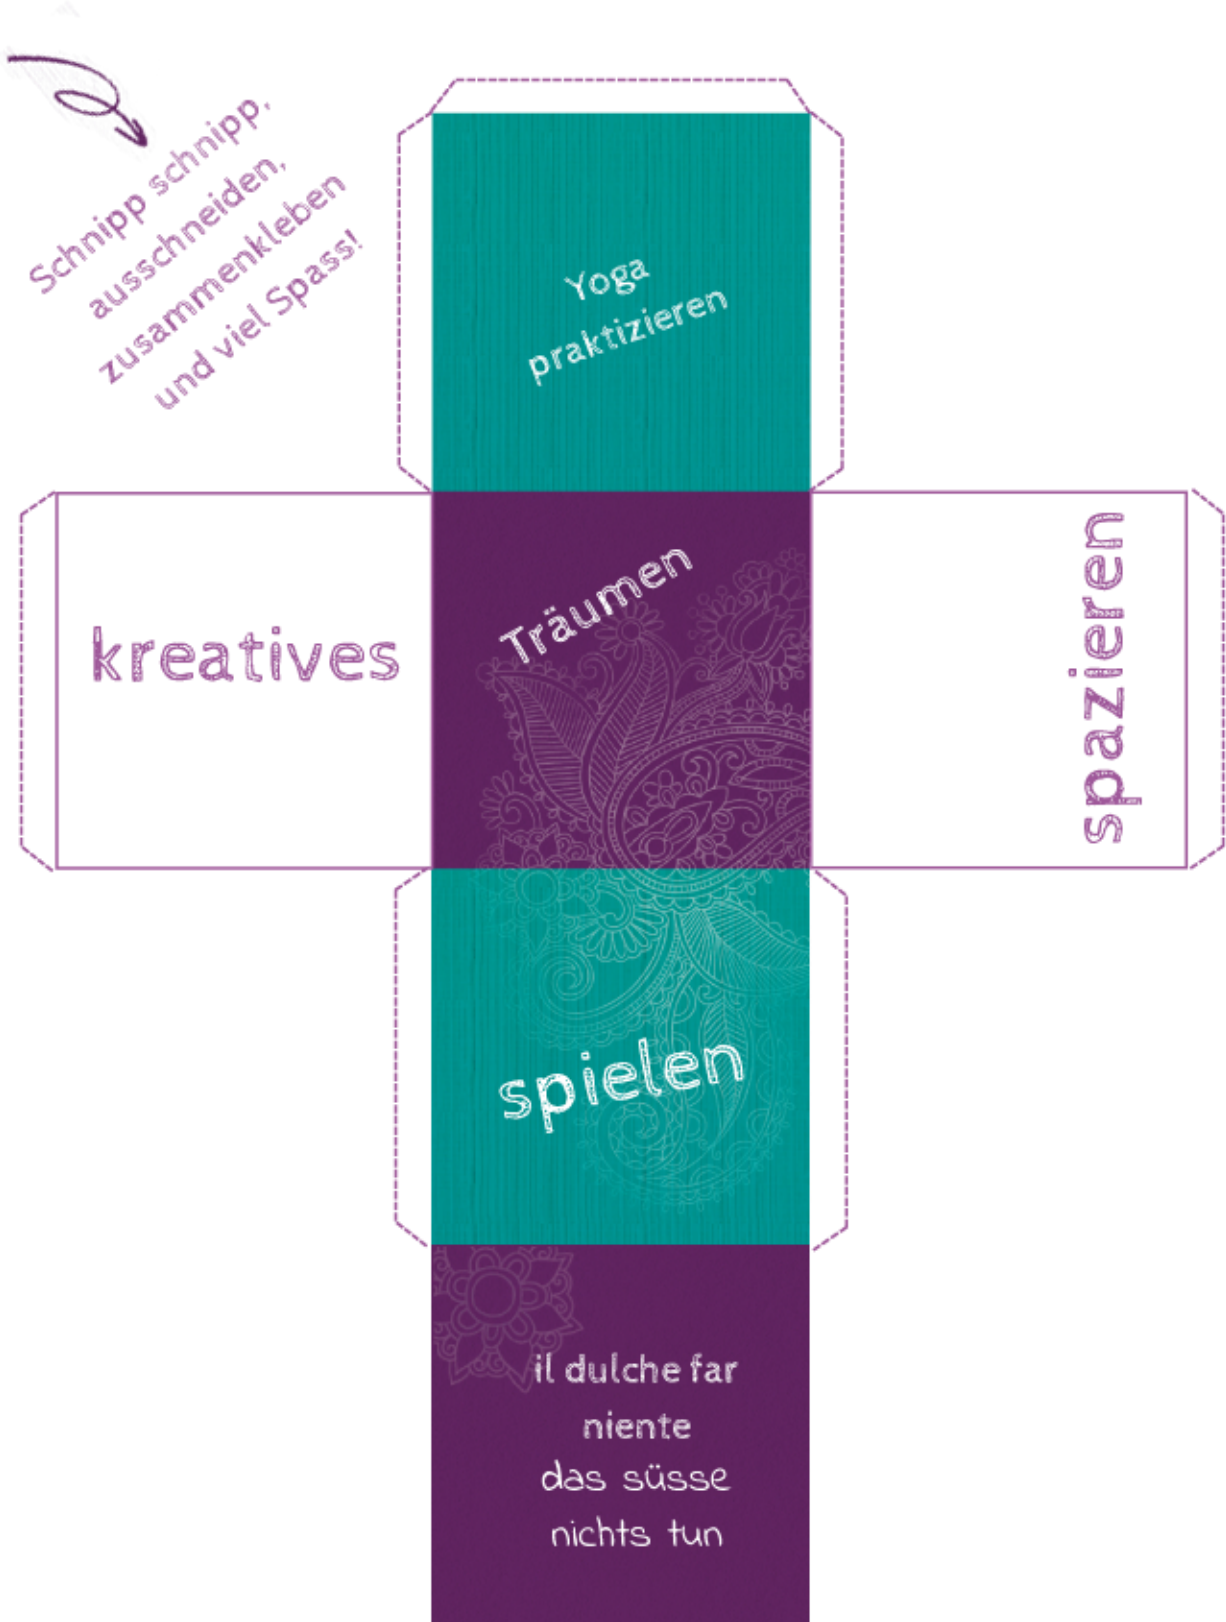 Schnipp schnipp,
ausschneiden,
zusammenkleben
und viel Spass!
Yoga
praktizieren
kreatives
Träumen
spazieren
spielen
il dulche far
niente
das süsse
nichts tun